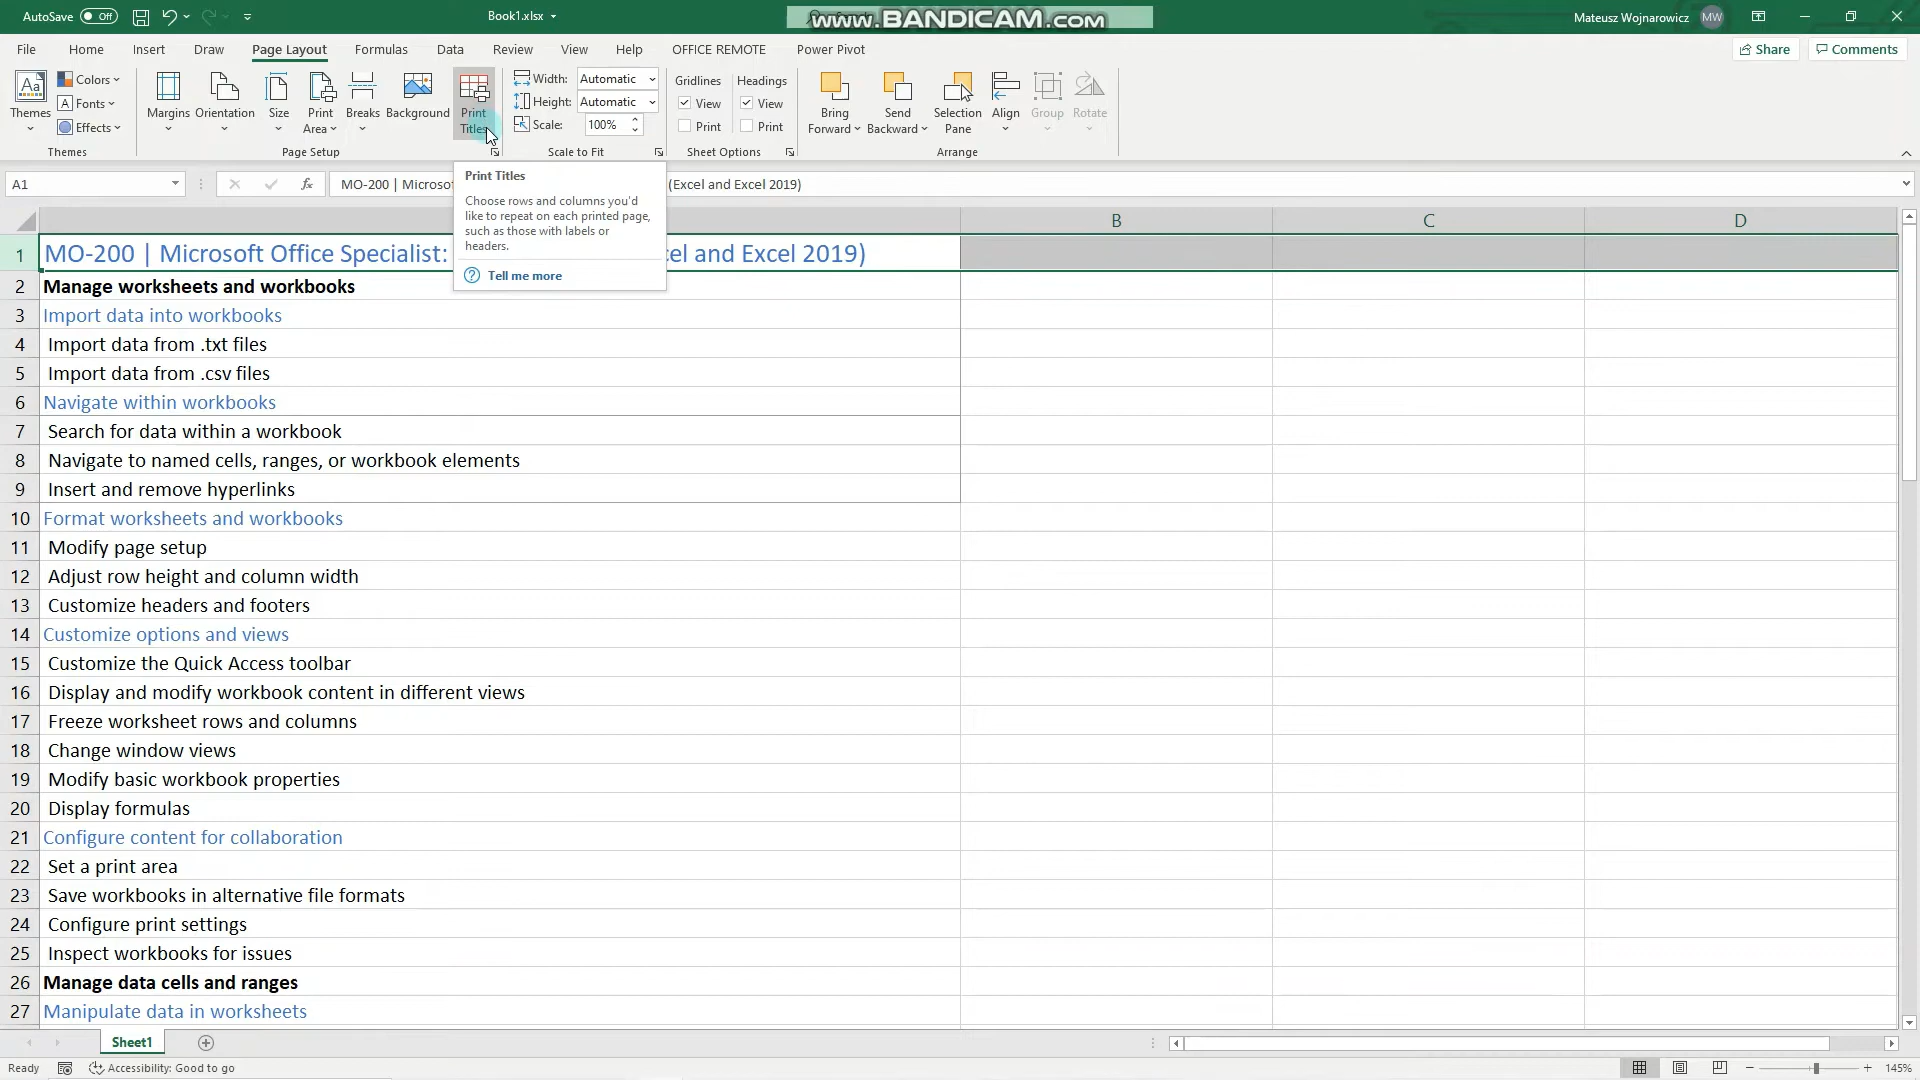 AutoSave Off
Book1.xlsx
WWW.BANDICAM.COM
Mateusz Wojnarowicz MW
File Home Insert Draw Page Layout Formulas Data Review View Help OFFICE REMOTE Power Pivot
Share Comments
Themes
Colors
Fonts
Effects
Themes
Margins
Orientation
Size
Print Area
Breaks
Background
Print Titles
Page Setup
Width: Automatic
Height: Automatic
Scale: 100%
Scale to Fit
Gridlines
View
Print
Headings
View
Print
Sheet Options
Bring Forward
Send Backward
Selection Pane
Align
Group
Rotate
Arrange
A1
fx
MO-200 | Microsof
(Excel and Excel 2019)
Print Titles
Choose rows and columns you'd
like to repeat on each printed page,
such as those with labels or
headers.
Tell me more
B C D
1 MO-200 | Microsoft Office Specialist: cel and Excel 2019)
2 Manage worksheets and workbooks
3 Import data into workbooks
4 Import data from .txt files
5 Import data from .csv files
6 Navigate within workbooks
7 Search for data within a workbook
8 Navigate to named cells, ranges, or workbook elements
9 Insert and remove hyperlinks
10 Format worksheets and workbooks
11 Modify page setup
12 Adjust row height and column width
13 Customize headers and footers
14 Customize options and views
15 Customize the Quick Access toolbar
16 Display and modify workbook content in different views
17 Freeze worksheet rows and columns
18 Change window views
19 Modify basic workbook properties
20 Display formulas
21 Configure content for collaboration
22 Set a print area
23 Save workbooks in alternative file formats
24 Configure print settings
25 Inspect workbooks for issues
26 Manage data cells and ranges
27 Manipulate data in worksheets
Sheet1
Ready Accessibility: Good to go
145%